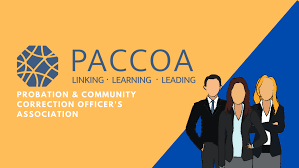 PACCOA
LINKING · LEARNING · LEADING
PROBATION & COMMUNITY
CORRECTION OFFICER'S
ASSOCIATION